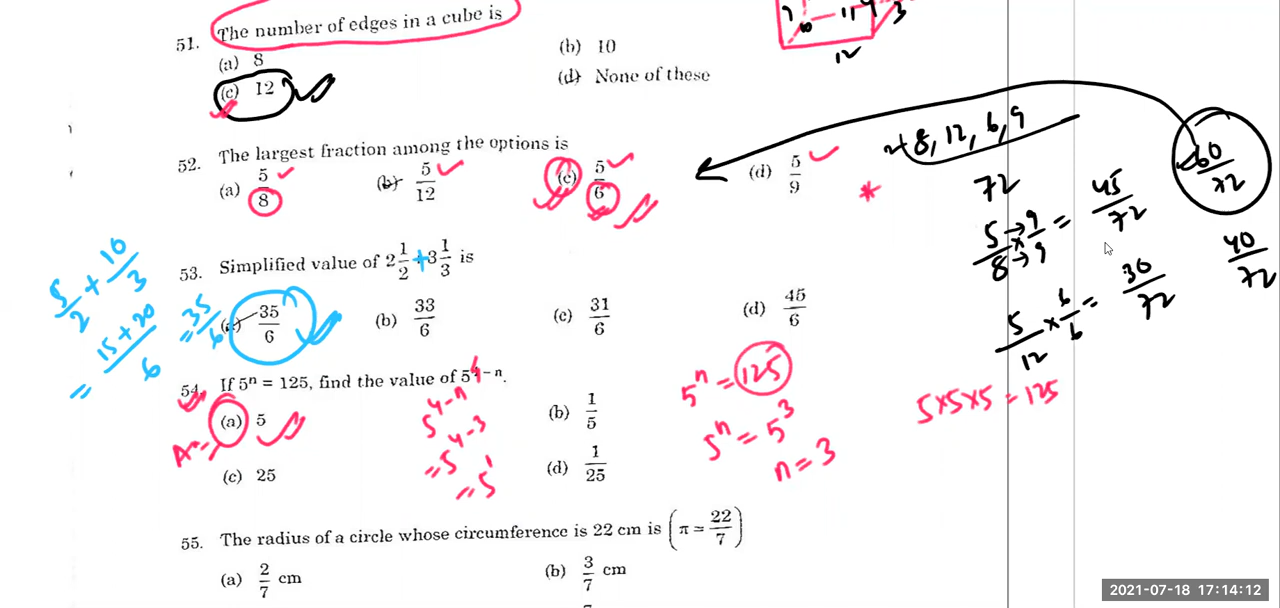 51. The number of edges in a cube is
(a) 8
(b) 10
(c) 12
(d) None of these
12
11
3
8, 12, 6, 9
72
60/72
52. The largest fraction among the options is
(a) 5/8
(b) 5/12
(c) 5/6
(d) 5/9
5/8 × 9/9 = 45/72
40/72
5/12 × 6/6 = 30/72
53. Simplified value of 2 1/2 + 3 1/3 is
(a) 35/6
(b) 33/6
(c) 31/6
(d) 45/6
5/2 + 10/3
= 15+20/6 = 35/6
54. If 5ⁿ = 125, find the value of 5⁴⁻ⁿ.
(a) 5
(b) 1/5
(c) 25
(d) 1/25
5⁴⁻ⁿ
5⁴⁻³
= 5¹
= 5
5ⁿ = 125
5ⁿ = 5³
n = 3
5×5×5 = 125
55. The radius of a circle whose circumference is 22 cm is (π = 22/7)
(a) 2/7 cm
(b) 3/7 cm
2021-07-18 17:14:12